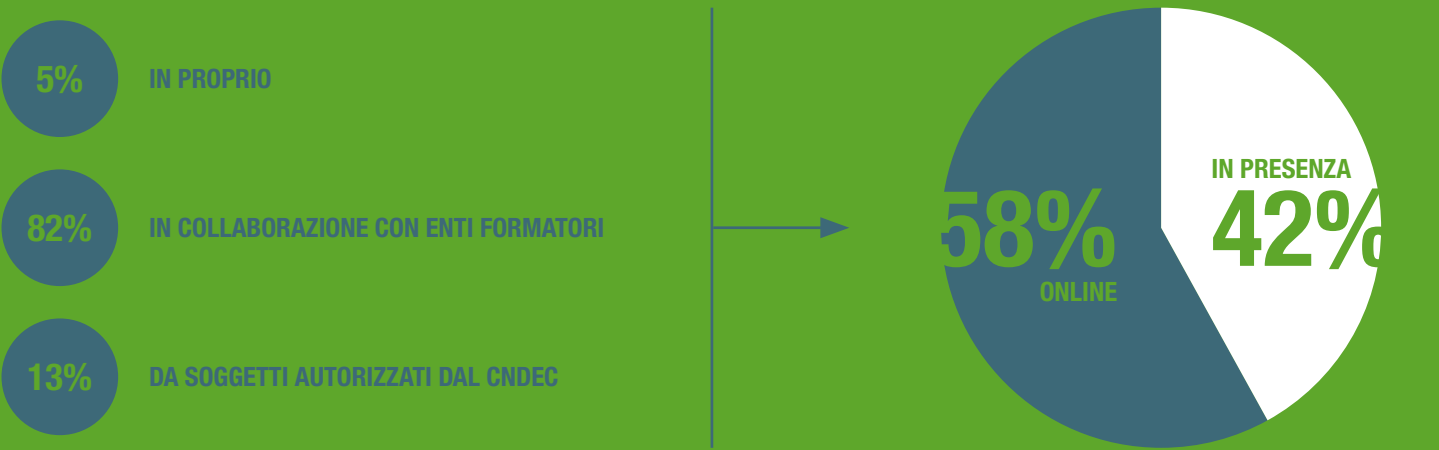 5%
IN PROPRIO
82%
IN COLLABORAZIONE CON ENTI FORMATORI
13%
DA SOGGETTI AUTORIZZATI DAL CNDEC
58%
ONLINE
IN PRESENZA
42%